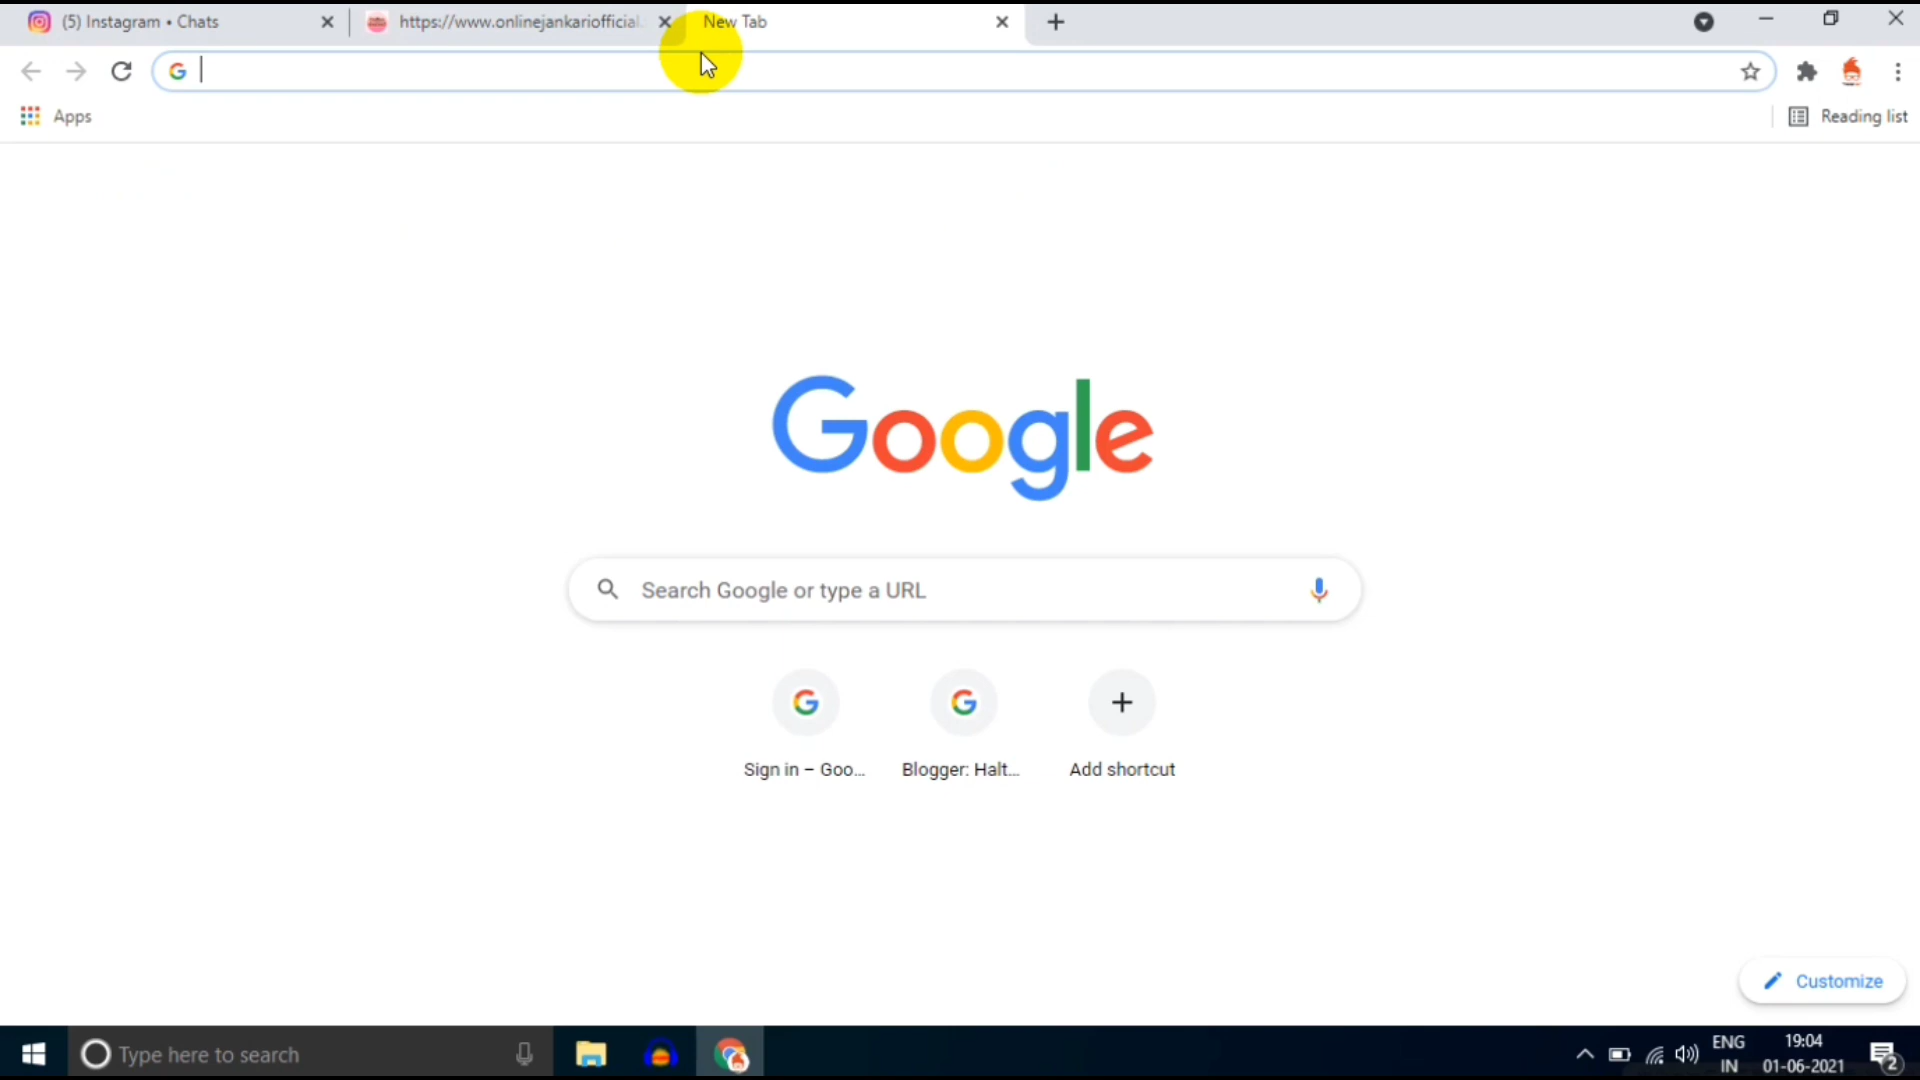 (5) Instagram • Chats
https://www.onlinejankariofficial.
New Tab
Apps
Reading list
Google
Search Google or type a URL
Sign in – Goo...
Blogger: Halt...
Add shortcut
Customize
Type here to search
ENG
IN
19:04
01-06-2021
2